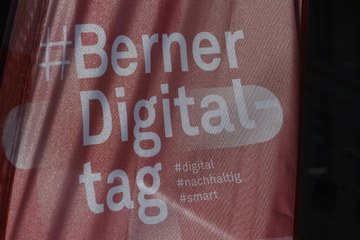 #Berner
Digital-
tag
#digital
#nachhaltig
#smart